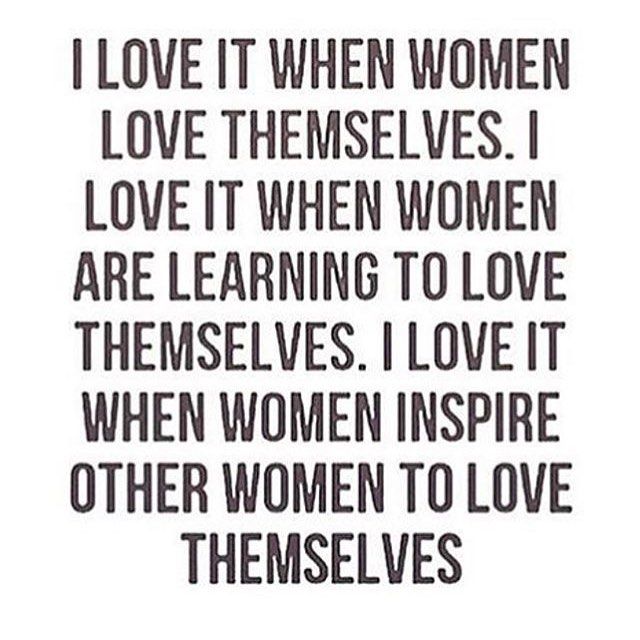 I LOVE IT WHEN WOMEN
LOVE THEMSELVES. I
LOVE IT WHEN WOMEN
ARE LEARNING TO LOVE
THEMSELVES. I LOVE IT
WHEN WOMEN INSPIRE
OTHER WOMEN TO LOVE
THEMSELVES